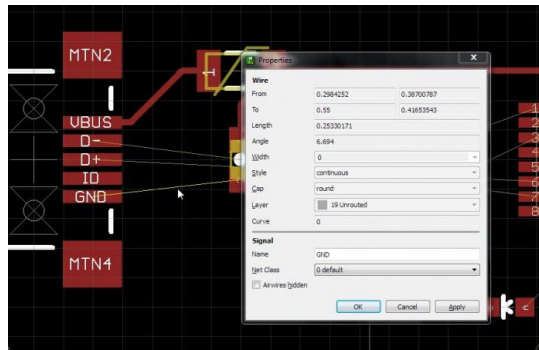 MTN2
1
VBUS
D-
D+
ID
GND
MTN4
Properties
x
Wire
From 0.2984252 0.38700787
To 0.55 0.41653543
Length 0.25330171
Angle 6.694
Width 0
Style continuous
Cap round
Layer 19 Unrouted
Curve 0
Signal
Name GND
Net Class 0 default
Airwires hidden
OK Cancel Apply
1
2
3
4
5
6
7
8
k